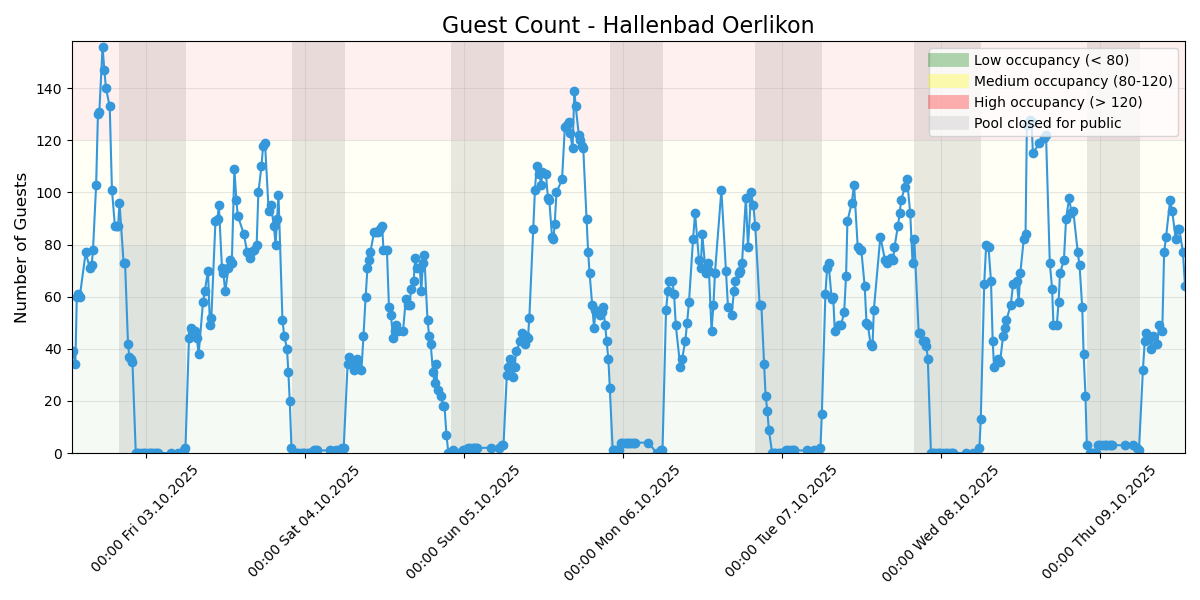 Guest Count - Hallenbad Oerlikon
Low occupancy (< 80)
Medium occupancy (80-120)
High occupancy (> 120)
Pool closed for public
Number of Guests
140
120
100
80
60
40
20
0
00:00 Fri 03.10.2025
00:00 Sat 04.10.2025
00:00 Sun 05.10.2025
00:00 Mon 06.10.2025
00:00 Tue 07.10.2025
00:00 Wed 08.10.2025
00:00 Thu 09.10.2025